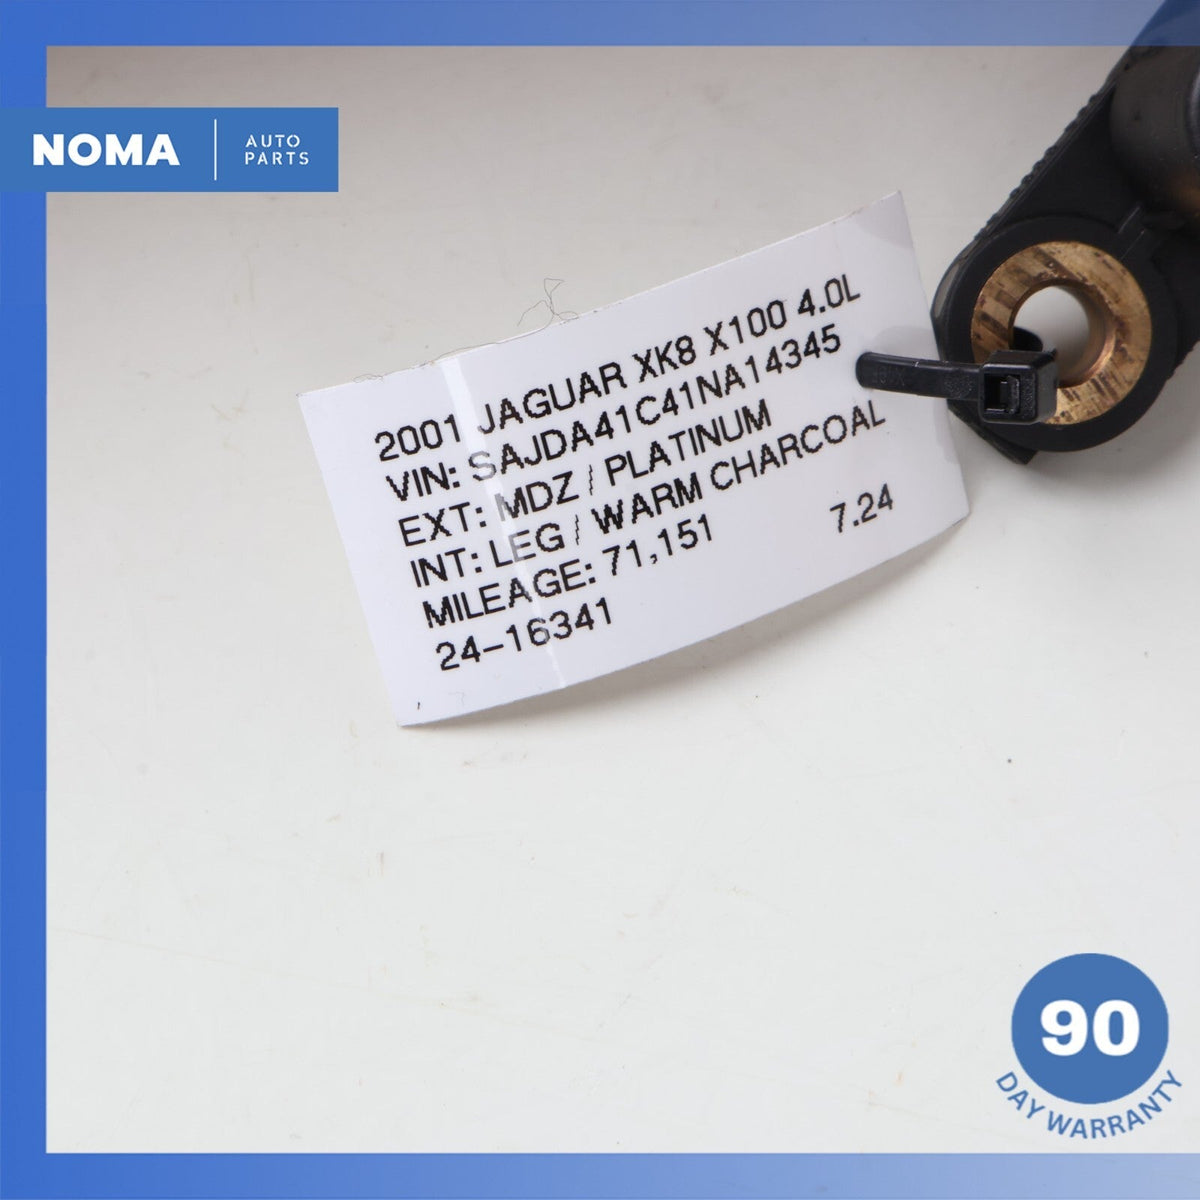 NOMA
AUTO
PARTS
2001 JAGUAR XK8 X100 4.0L
VIN: SAJDA41C41NA14345
EXT: MDZ / PLATINUM
INT: LEG / WARM CHARCOAL
MILEAGE: 71,151 7.24
24-16341
90
DAY WARRANTY